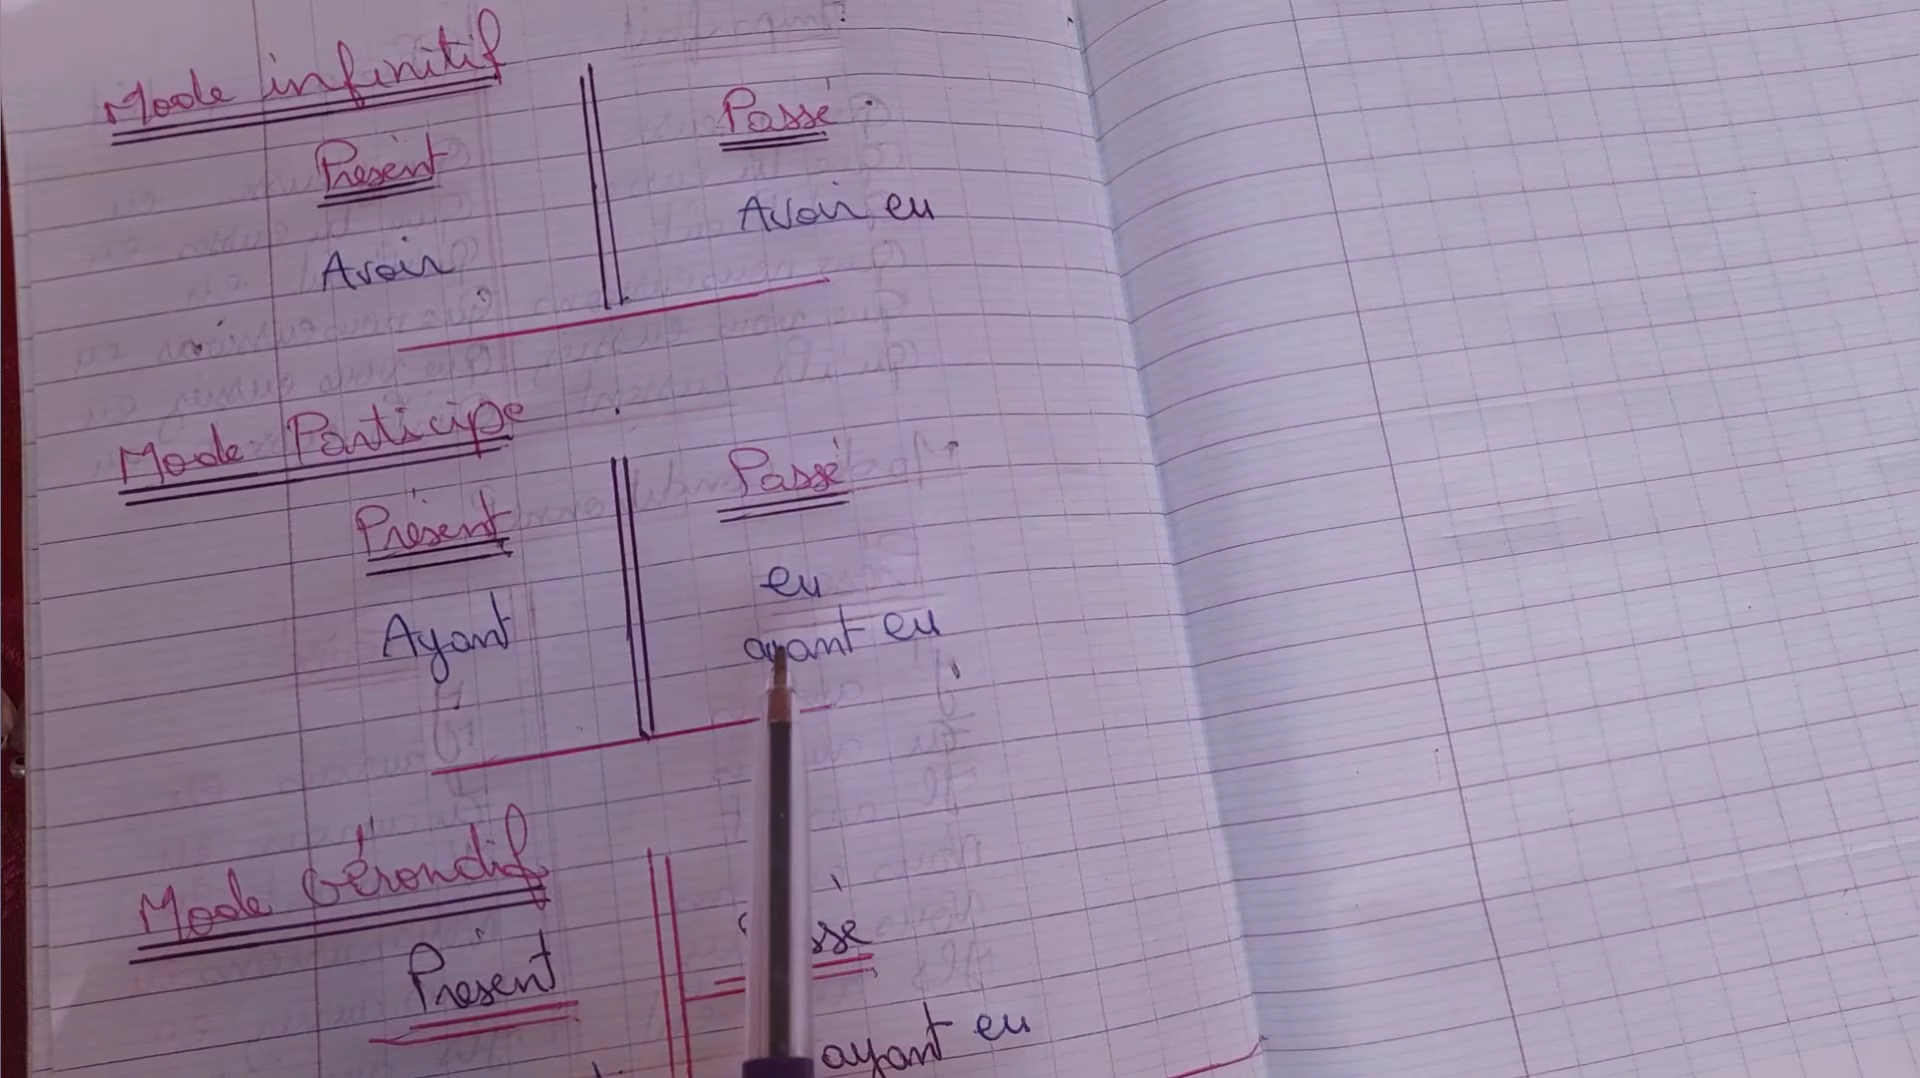 Mode infinitif
Présent
Passé
Avoir
Avoir eu
Mode Participe
Présent
Passé
Ayant
eu
ayant eu
Mode Gérondif
Présent
ayant eu